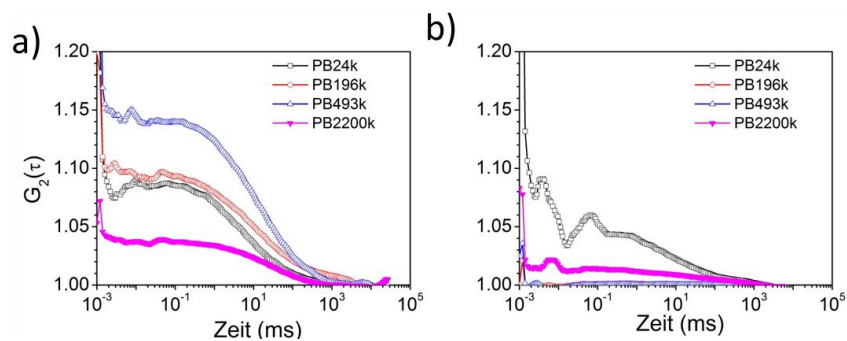 a)
1.20
1.15
1.10
1.05
1.00
G₂(τ)
PB24k
PB196k
PB493k
PB2200k
10⁻³ 10⁻¹ 10¹ 10³ 10⁵
Zeit (ms)
b)
1.20
1.15
1.10
1.05
1.00
PB24k
PB196k
PB493k
PB2200k
10⁻³ 10⁻¹ 10¹ 10³ 10⁵
Zeit (ms)